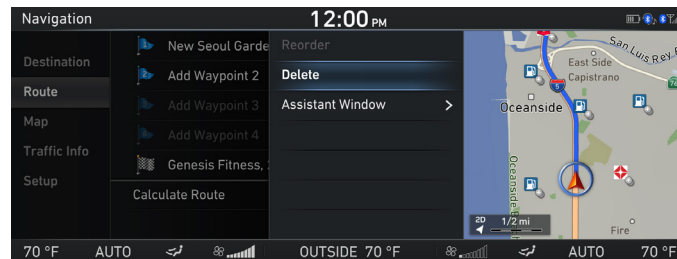 Navigation
12:00 PM
Destination
Route
Map
Traffic Info
Setup
New Seoul Garde
Add Waypoint 2
Add Waypoint 3
Add Waypoint 4
Genesis Fitness,
Calculate Route
Reorder
Delete
Assistant Window
San Luis Rey
East Side
Capistrano
5
76
Oceanside
Oceanside
2D
1/2 mi
Fire
70 °F AUTO OUTSIDE 70 °F AUTO 70 °F